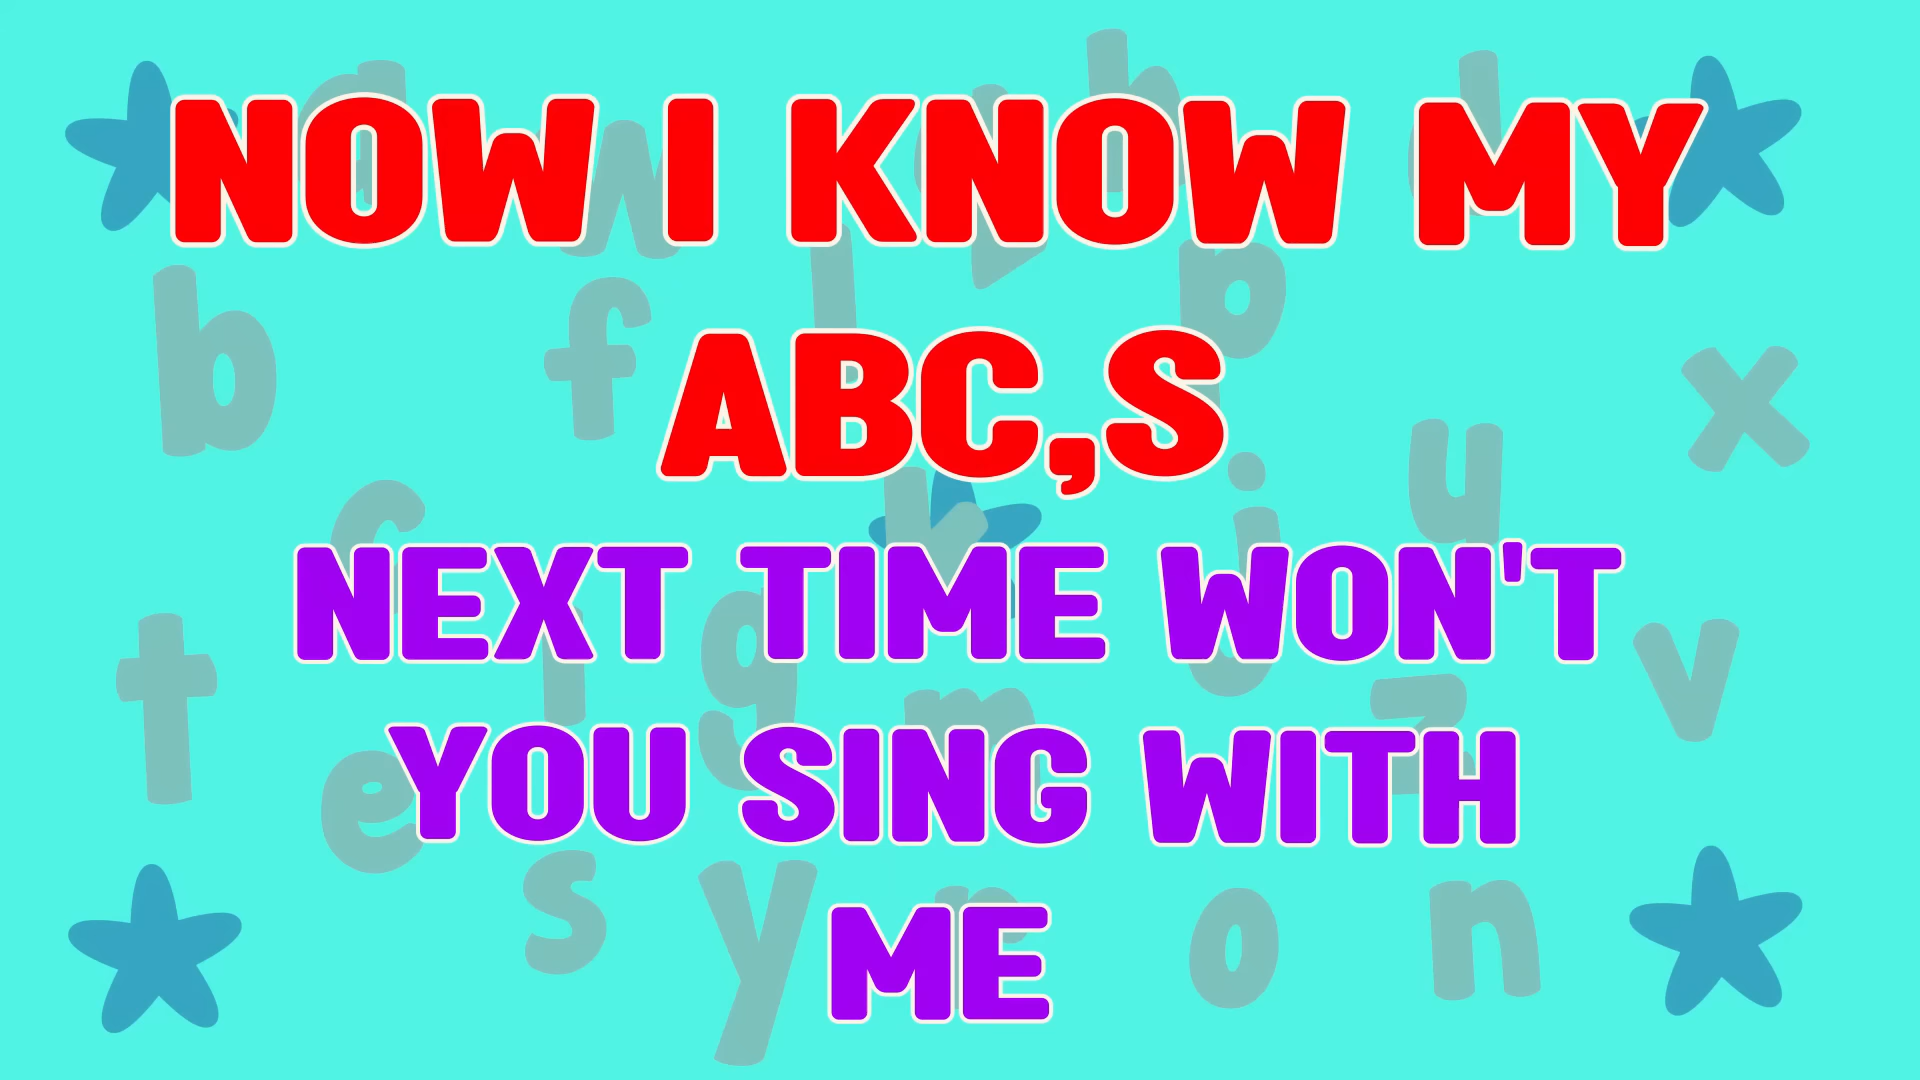 NOW I KNOW MY
ABC,S
NEXT TIME WON'T
YOU SING WITH
ME